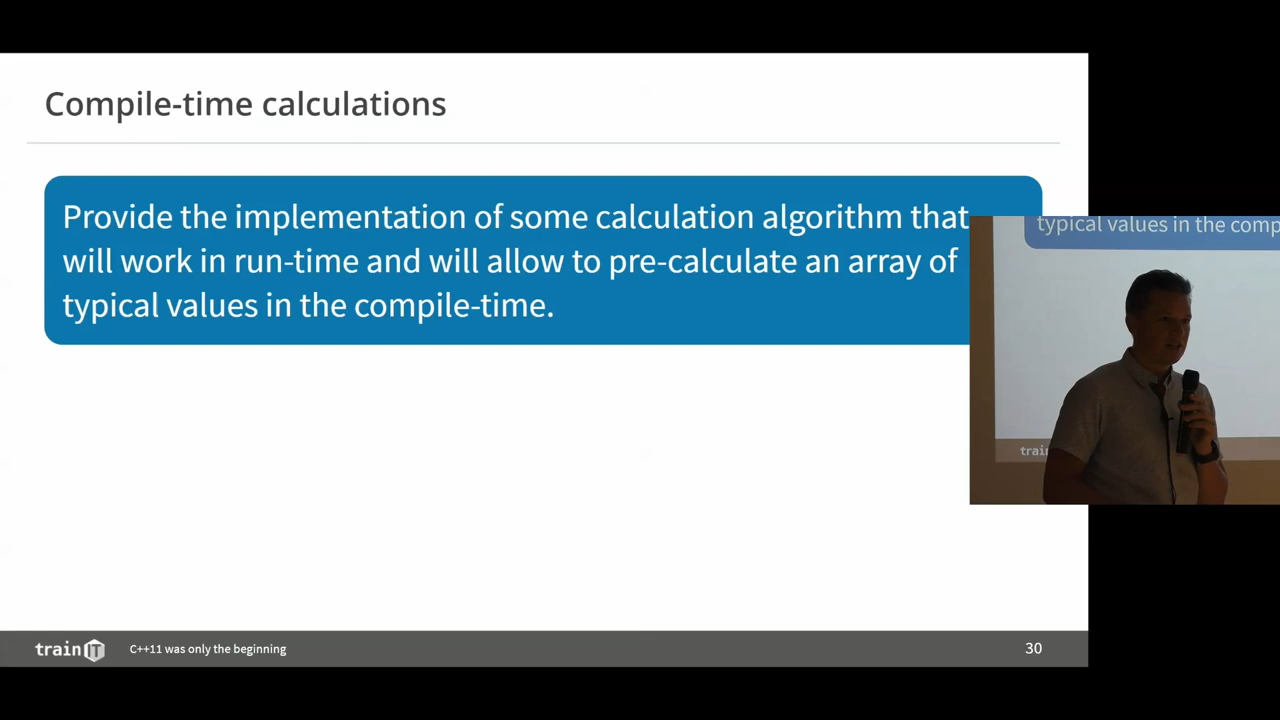 Compile-time calculations
Provide the implementation of some calculation algorithm that
will work in run-time and will allow to pre-calculate an array of
typical values in the compile-time.
typical values in the comp
trai
train IT
C++11 was only the beginning
30